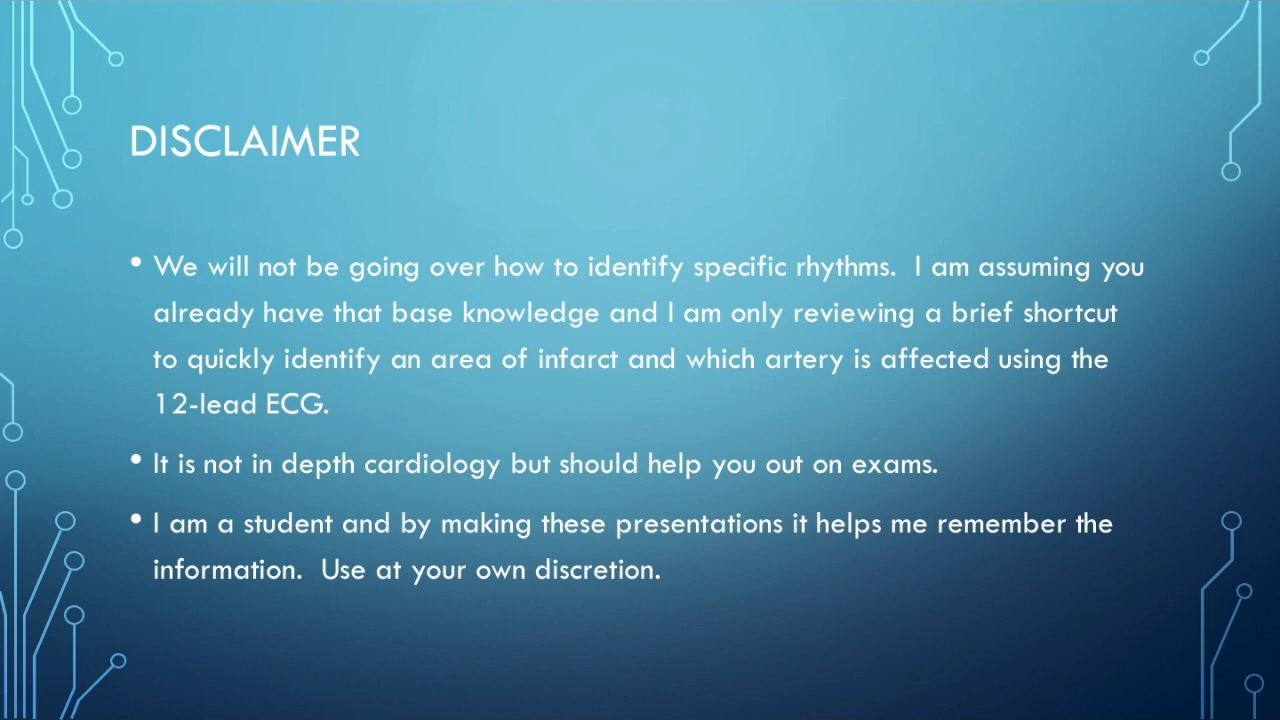 DISCLAIMER
• We will not be going over how to identify specific rhythms.  I am assuming you
already have that base knowledge and I am only reviewing a brief shortcut
to quickly identify an area of infarct and which artery is affected using the
12-lead ECG.
• It is not in depth cardiology but should help you out on exams.
• I am a student and by making these presentations it helps me remember the
information.  Use at your own discretion.